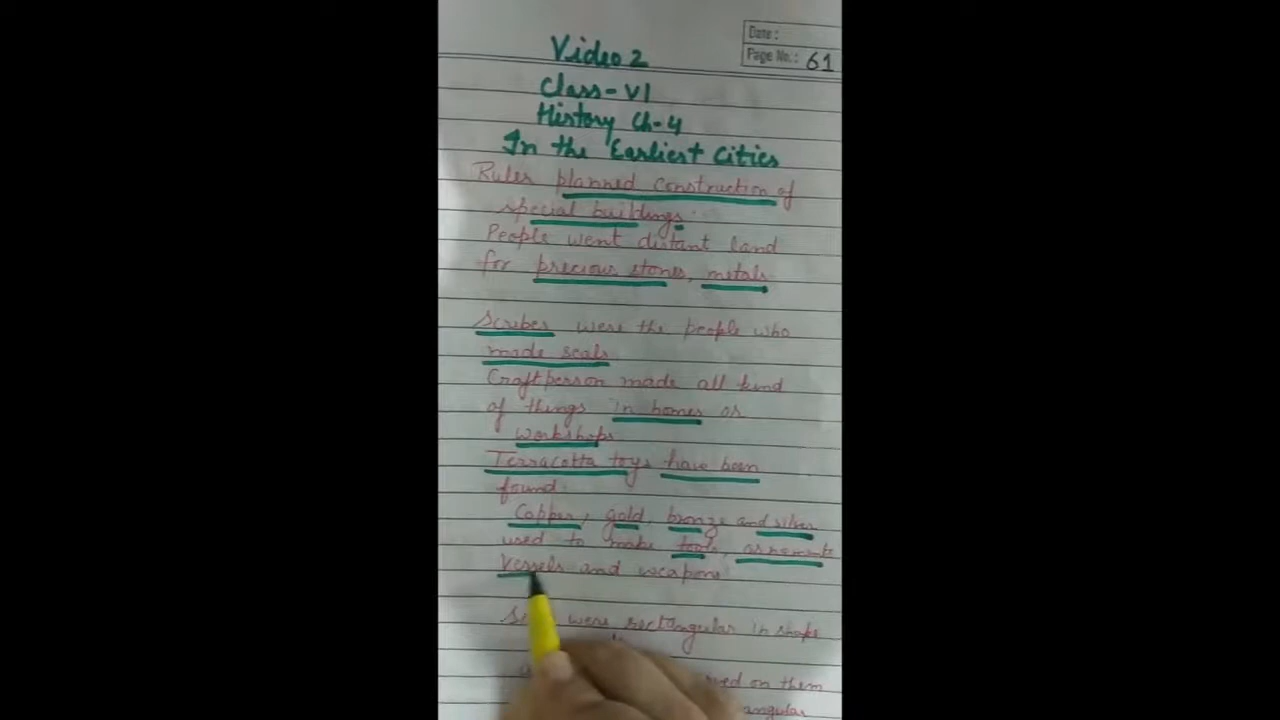 Date :
Page No.: 61
Video 2
Class - VI
History Ch - 4
In the Earliest Cities
Ruler planned construction of
special buildings.
People went distant land
for precious stones, metals
Scribes were the people who
made seals
Craftperson made all kind
of things in homes or
workshops
Terracotta toys have been
found.
Copper, gold, bronze and silver
used to make tools, ornaments
Vessels and weapons
were rectangular in shape
on them